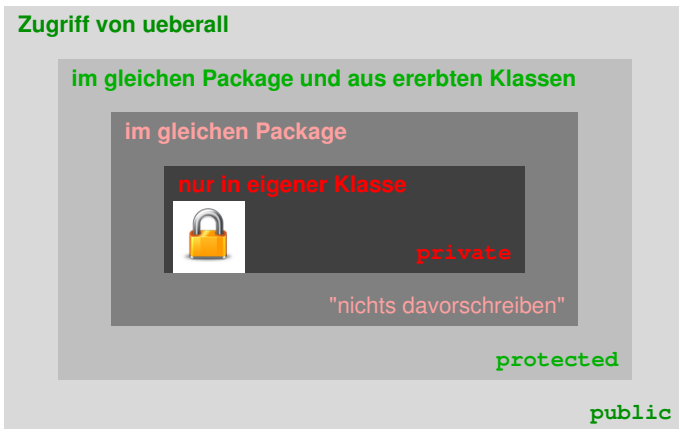 Zugriff von ueberall
im gleichen Package und aus ererbten Klassen
im gleichen Package
nur in eigener Klasse
private
"nichts davorschreiben"
protected
public